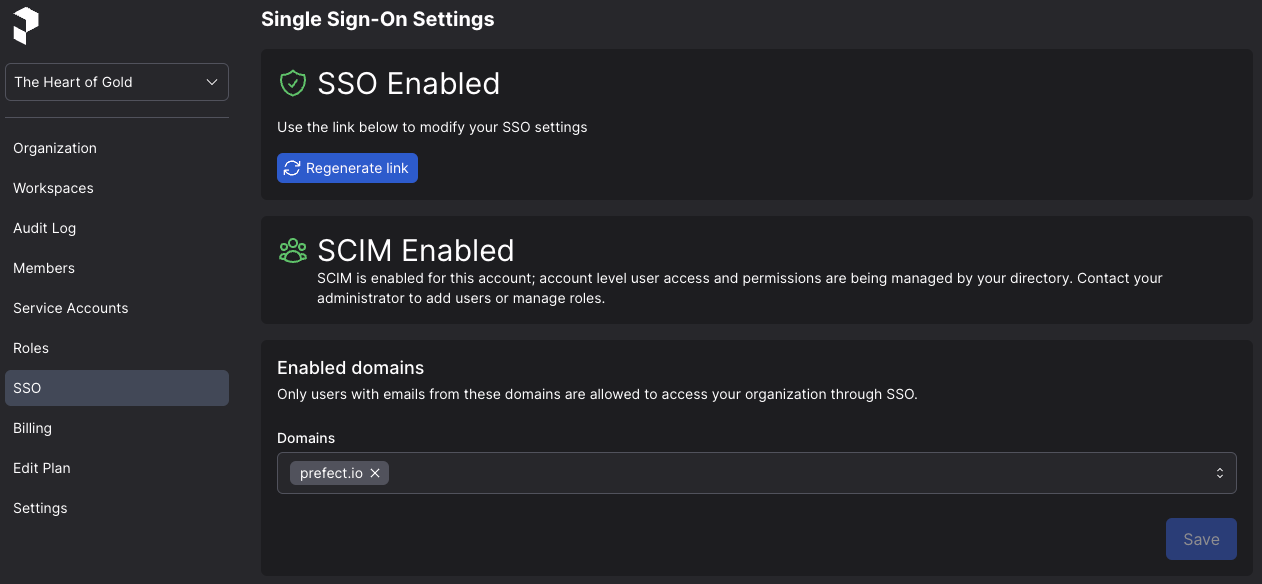 Single Sign-On Settings
The Heart of Gold
Organization
Workspaces
Audit Log
Members
Service Accounts
Roles
SSO
Billing
Edit Plan
Settings
SSO Enabled
Use the link below to modify your SSO settings
Regenerate link
SCIM Enabled
SCIM is enabled for this account; account level user access and permissions are being managed by your directory. Contact your
administrator to add users or manage roles.
Enabled domains
Only users with emails from these domains are allowed to access your organization through SSO.
Domains
prefect.io
Save